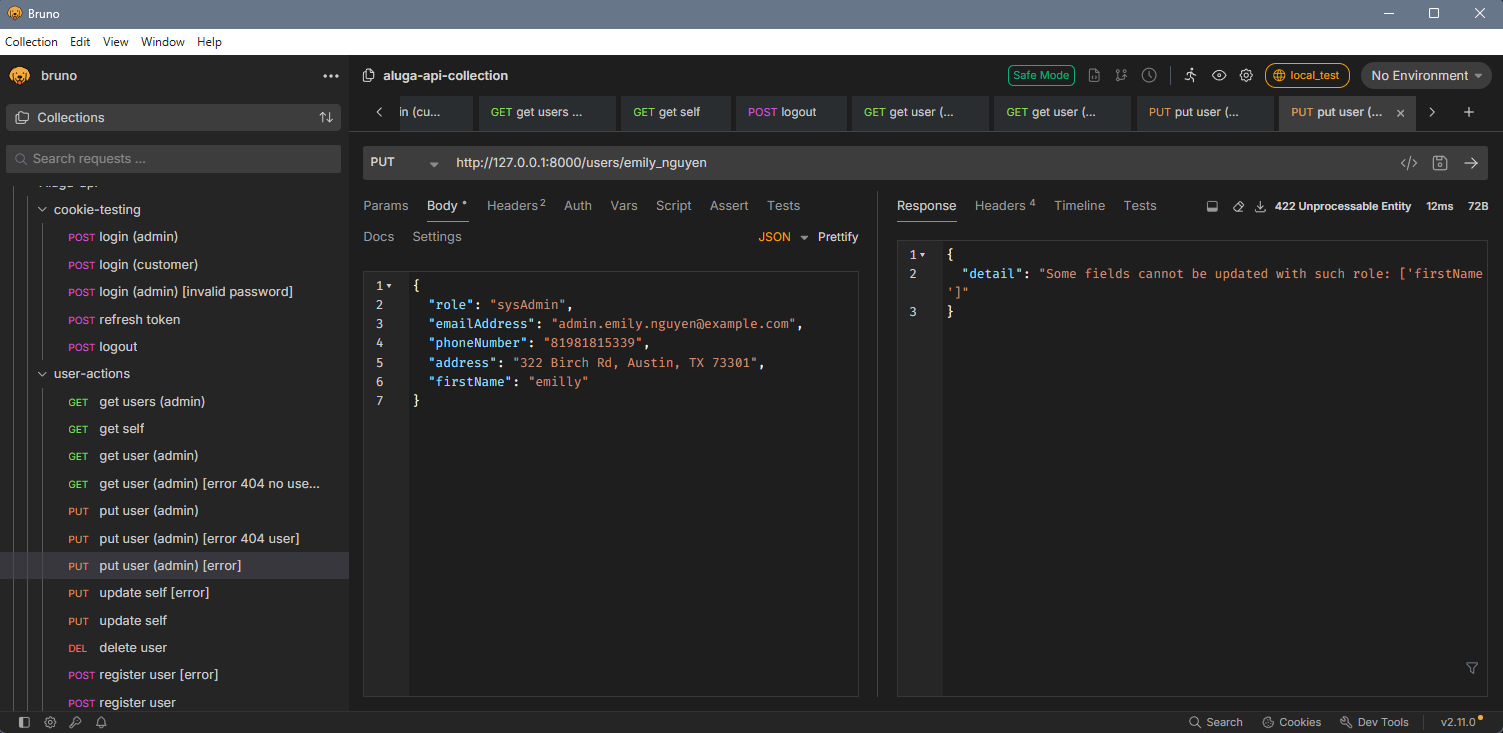 Bruno
Collection Edit View Window Help
bruno
Collections
Search requests ...
cookie-testing
POST login (admin)
POST login (customer)
POST login (admin) [invalid password]
POST refresh token
POST logout
user-actions
GET get users (admin)
GET get self
GET get user (admin)
GET get user (admin) [error 404 no use...
PUT put user (admin)
PUT put user (admin) [error 404 user]
PUT put user (admin) [error]
PUT update self [error]
PUT update self
DEL delete user
POST register user [error]
POST register user
aluga-api-collection
Safe Mode
local_test
No Environment
in (cu... GET get users ... GET get self POST logout GET get user (... GET get user (... PUT put user (... PUT put user (...
PUT http://127.0.0.1:8000/users/emily_nguyen
Params Body Headers 2 Auth Vars Script Assert Tests
Docs Settings
JSON Prettify
1 {
2 "role": "sysAdmin",
3 "emailAddress": "admin.emily.nguyen@example.com",
4 "phoneNumber": "81981815339",
5 "address": "322 Birch Rd, Austin, TX 73301",
6 "firstName": "emilly"
7 }
Response Headers 4 Timeline Tests
422 Unprocessable Entity 12ms 72B
1 {
2 "detail": "Some fields cannot be updated with such role: ['firstName
']"
3 }
Search Cookies Dev Tools v2.11.0